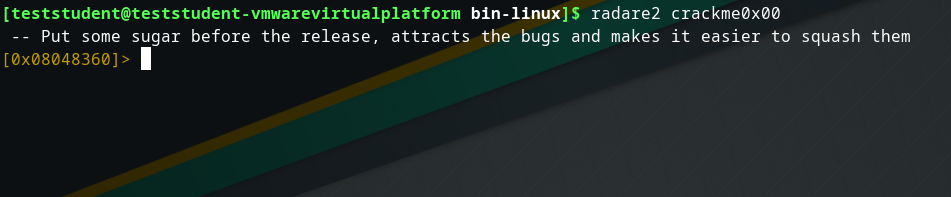 [teststudent@teststudent-vmwarevirtualplatform bin-linux]$ radare2 crackme0x00
 -- Put some sugar before the release, attracts the bugs and makes it easier to squash them
[0x08048360]>